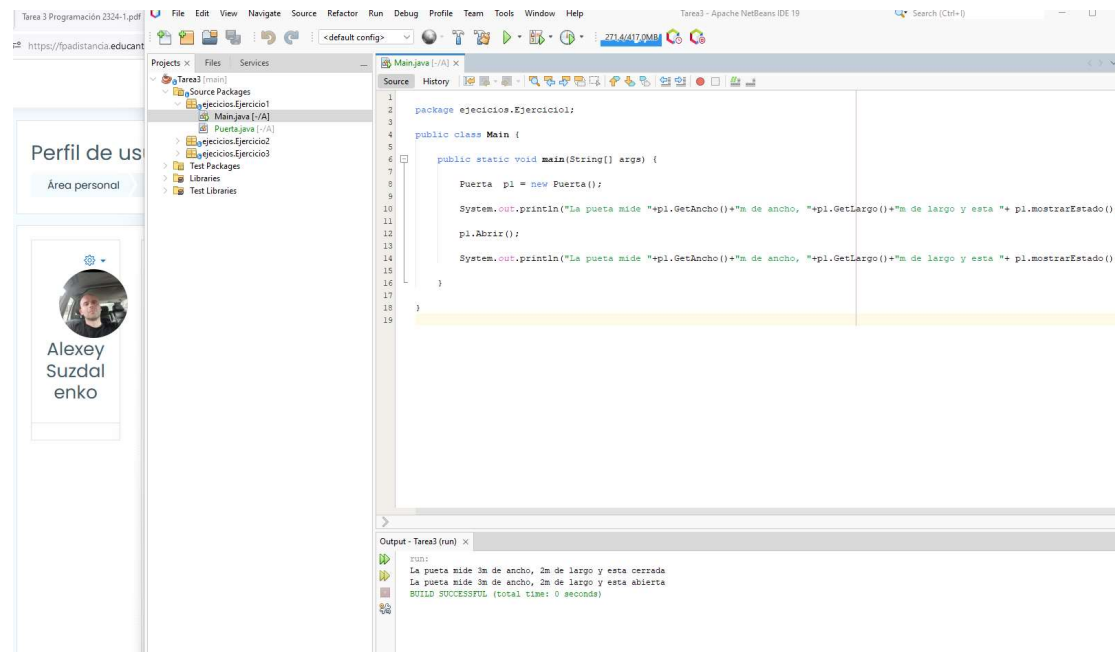 Tarea 3 Programación 2324-1.pdf
https://fpadistancia.educant
Perfil de us
Área personal
Alexey
Suzdal
enko
File Edit View Navigate Source Refactor Run Debug Profile Team Tools Window Help
Tarea3 - Apache NetBeans IDE 19
Search (Ctrl+I)
<default config>
271,4/417,0MB
Projects Files Services
Tarea3 [main]
Source Packages
ejecicios.Ejercicio1
Main.java [-/A]
Puerta.java [-/A]
ejecicios.Ejercicio2
ejecicios.Ejercicio3
Test Packages
Libraries
Test Libraries
Main.java [-/A]
Source History
1
2 package ejecicios.Ejercicio1;
3
4 public class Main {
5
6 public static void main(String[] args) {
7
8 Puerta p1 = new Puerta();
9
10 System.out.println("La pueta mide "+p1.GetAncho()+"m de ancho, "+p1.GetLargo()+"m de largo y esta "+ p1.mostrarEstado()
11
12 p1.Abrir();
13
14 System.out.println("La pueta mide "+p1.GetAncho()+"m de ancho, "+p1.GetLargo()+"m de largo y esta "+ p1.mostrarEstado()
15
16 }
17
18 }
19
Output - Tarea3 (run)
run:
La pueta mide 3m de ancho, 2m de largo y esta cerrada
La pueta mide 3m de ancho, 2m de largo y esta abierta
BUILD SUCCESSFUL (total time: 0 seconds)